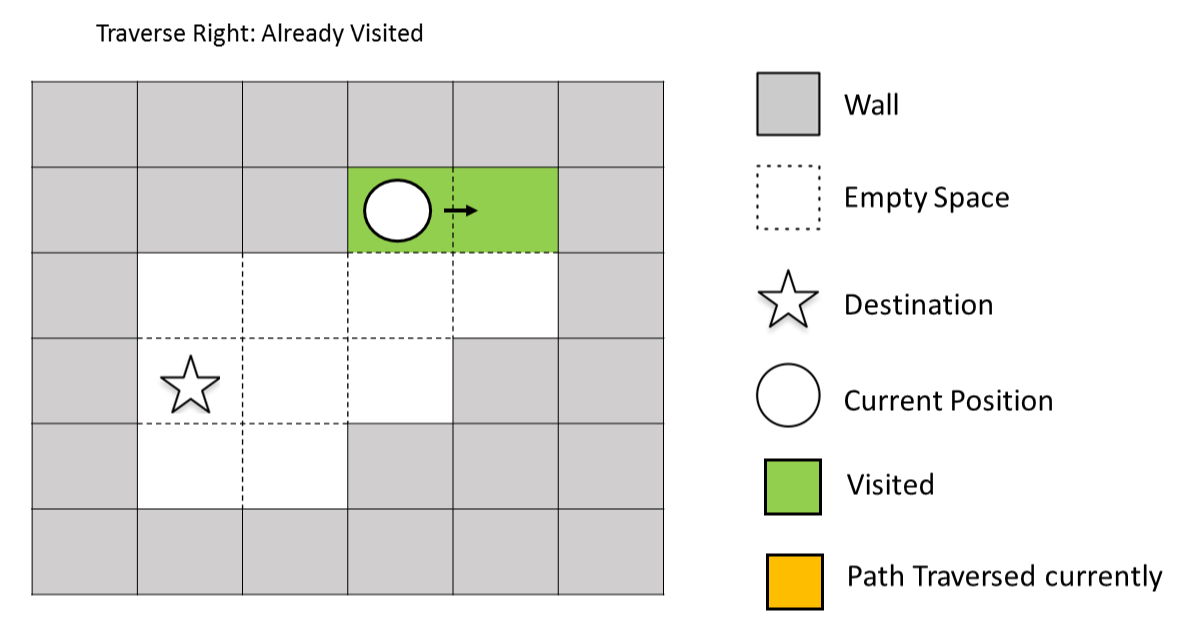 Traverse Right: Already Visited
Wall
Empty Space
Destination
Current Position
Visited
Path Traversed currently